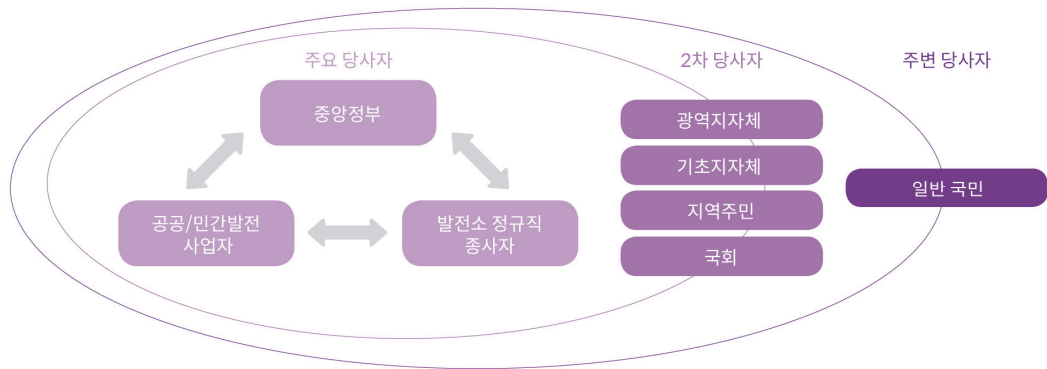 주요 당사자
중앙정부
공공/민간발전
사업자
발전소 정규직
종사자
2차 당사자
광역지자체
기초지자체
지역주민
국회
주변 당사자
일반 국민